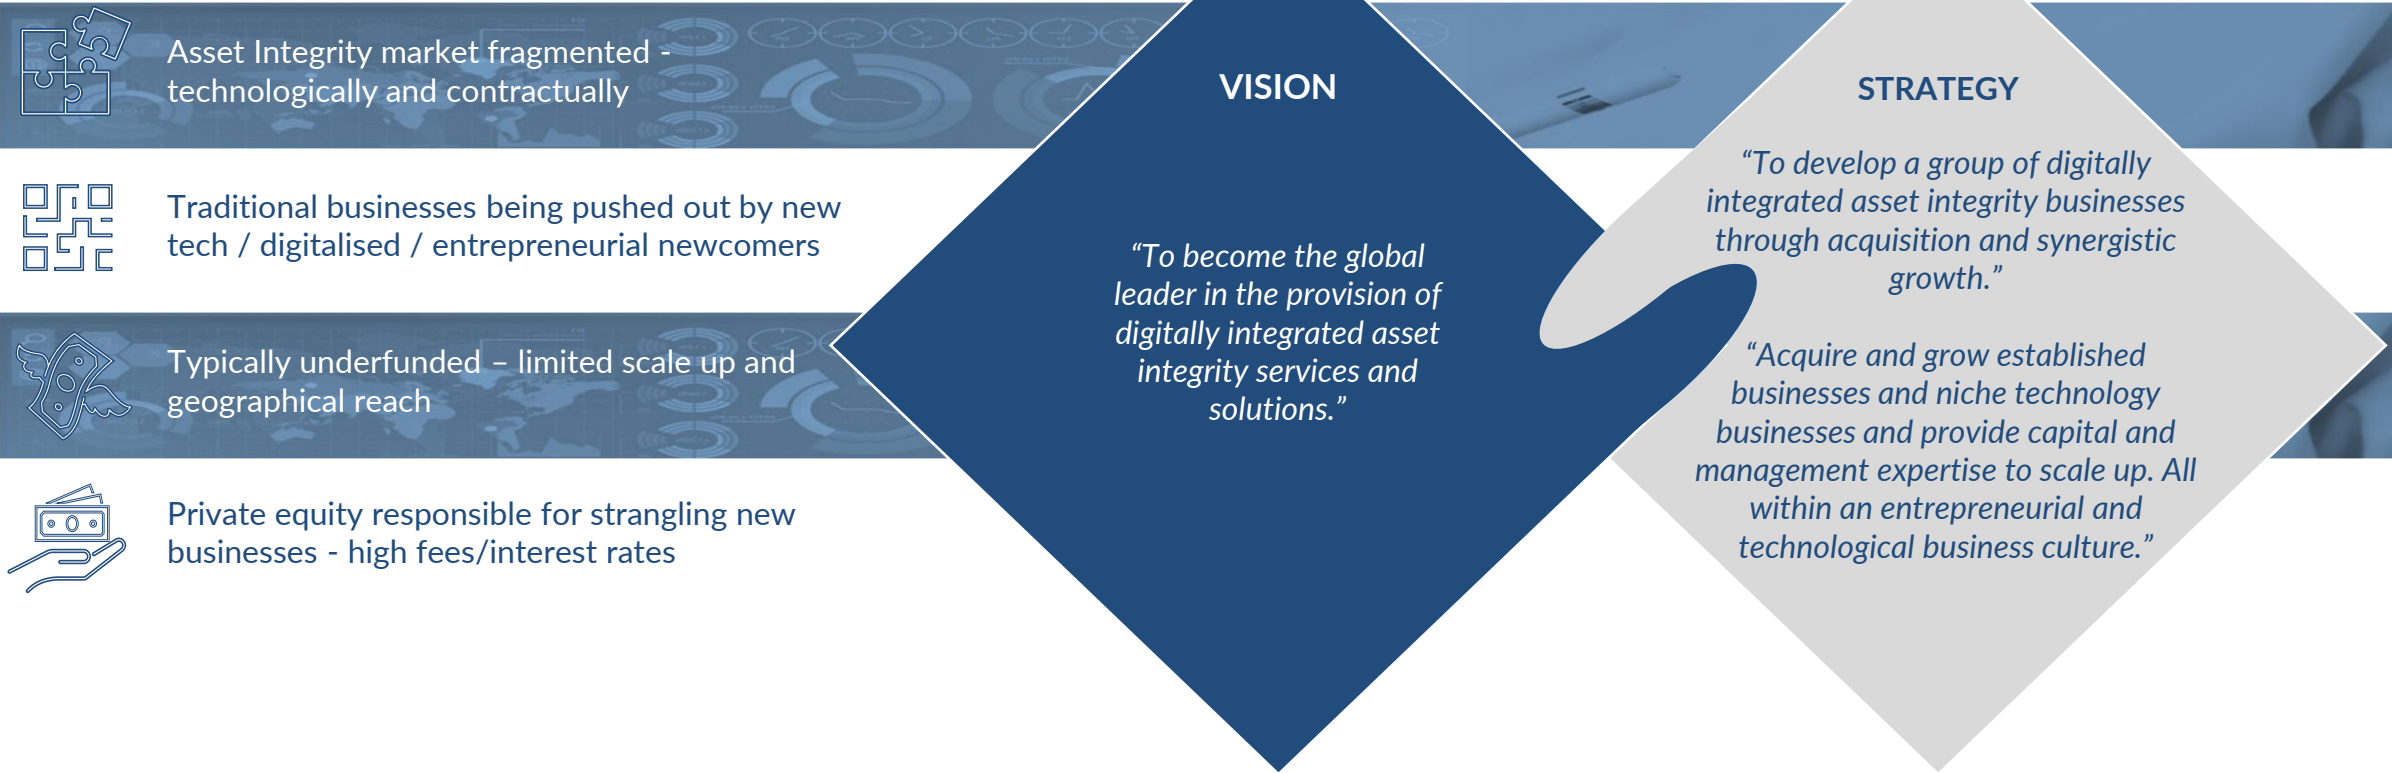 Asset Integrity market fragmented -
technologically and contractually
Traditional businesses being pushed out by new
tech / digitalised / entrepreneurial newcomers
Typically underfunded – limited scale up and
geographical reach
Private equity responsible for strangling new
businesses - high fees/interest rates
VISION
“To become the global
leader in the provision of
digitally integrated asset
integrity services and
solutions.”
STRATEGY
“To develop a group of digitally
integrated asset integrity businesses
through acquisition and synergistic
growth.”
“Acquire and grow established
businesses and niche technology
businesses and provide capital and
management expertise to scale up. All
within an entrepreneurial and
technological business culture.”